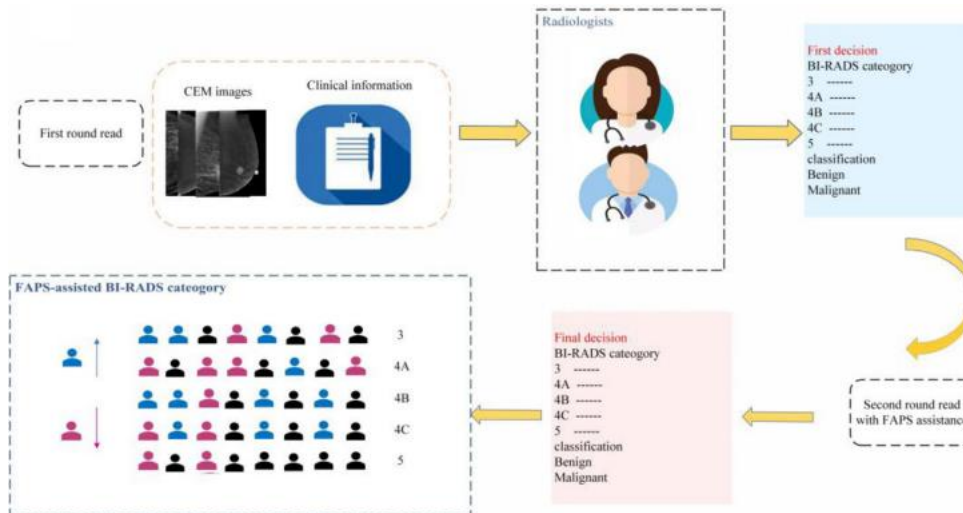 First round read
CEM images
Clinical information
Radiologists
First decision
BI-RADS cateogory
3 ------
4A ------
4B ------
4C ------
5 ------
classification
Benign
Malignant
Second round read
with FAPS assistance
Final decision
BI-RADS cateogory
3 ------
4A ------
4B ------
4C ------
5 ------
classification
Benign
Malignant
FAPS-assisted BI-RADS cateogory
3
4A
4B
4C
5